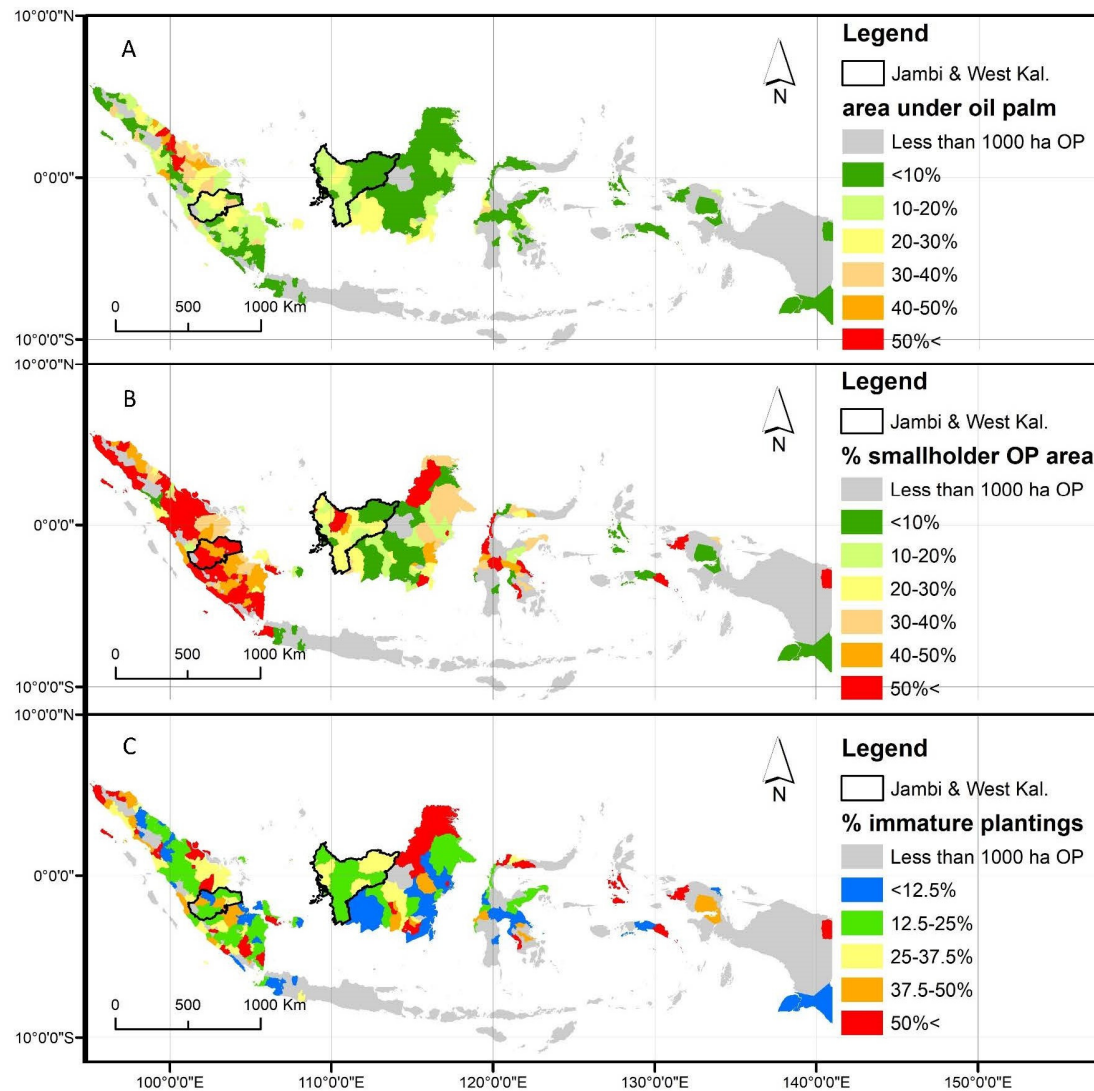 10°0'0"N
A
Legend
Jambi & West Kal.
area under oil palm
Less than 1000 ha OP
<10%
10-20%
20-30%
30-40%
40-50%
50%<
N
0°0'0"
0 500 1000 Km
10°0'0"S
10°0'0"N
B
Legend
Jambi & West Kal.
% smallholder OP area
Less than 1000 ha OP
<10%
10-20%
20-30%
30-40%
40-50%
50%<
N
0°0'0"
0 500 1000 Km
10°0'0"S
10°0'0"N
C
Legend
Jambi & West Kal.
% immature plantings
Less than 1000 ha OP
<12.5%
12.5-25%
25-37.5%
37.5-50%
50%<
N
0°0'0"
0 500 1000 Km
10°0'0"S
100°0'0"E 110°0'0"E 120°0'0"E 130°0'0"E 140°0'0"E 150°0'0"E